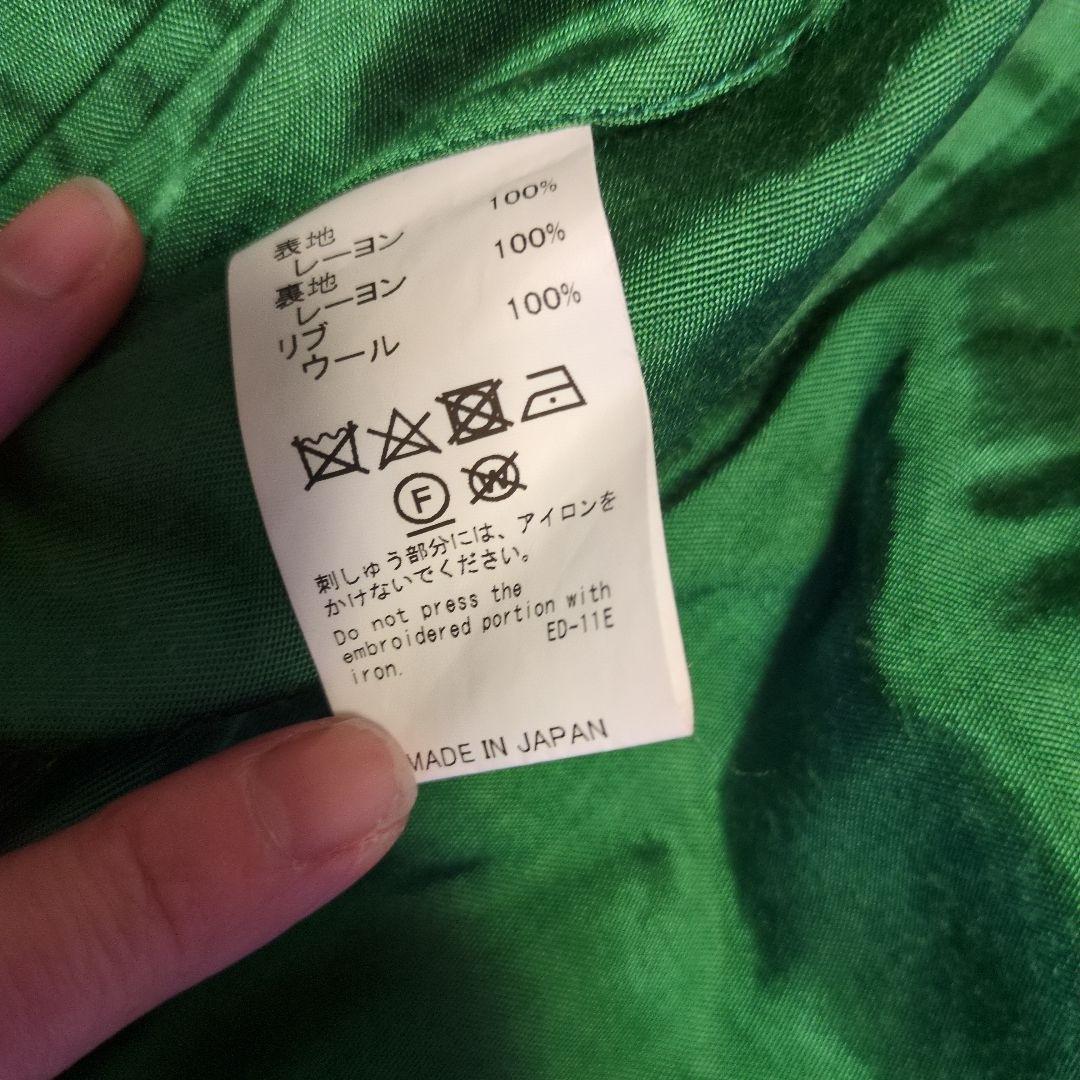 表地
レーヨン 100%
裏地
レーヨン 100%
リブ
ウール 100%
F W
刺しゅう部分には、アイロンを
かけないでください。
Do not press the
embroidered portion with
iron. ED-11E
MADE IN JAPAN